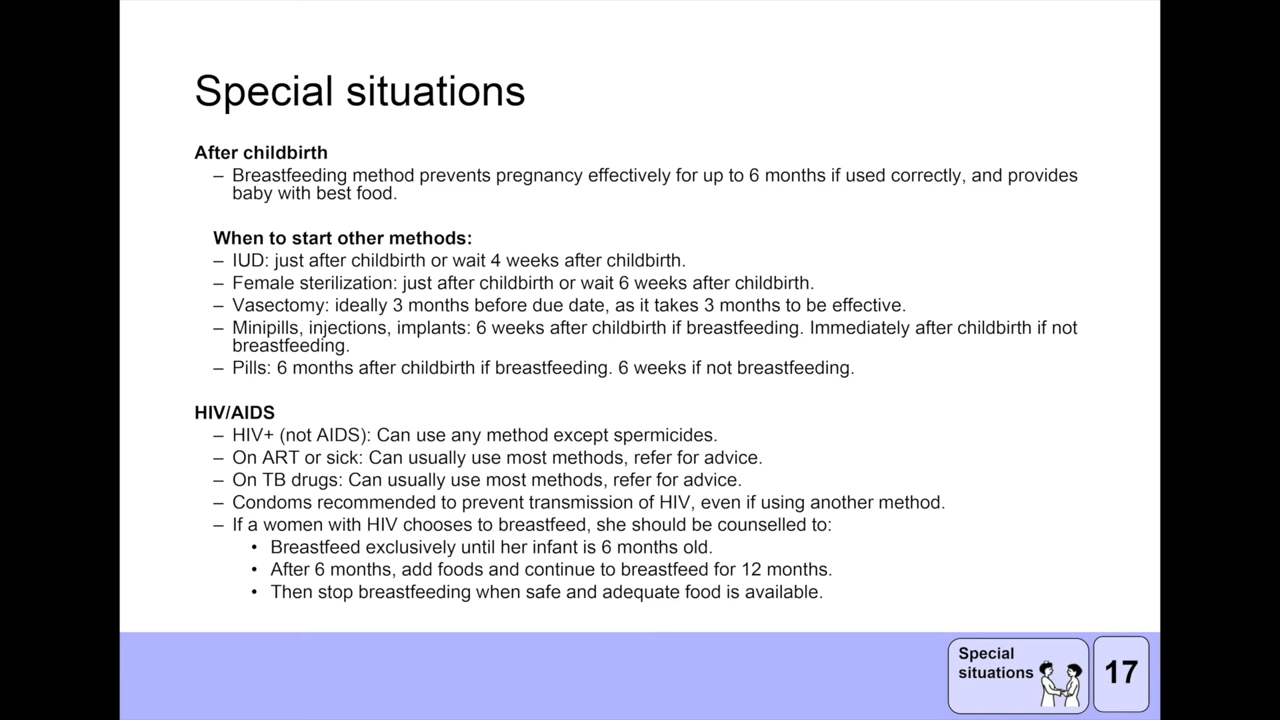 Special situations
After childbirth
– Breastfeeding method prevents pregnancy effectively for up to 6 months if used correctly, and provides
baby with best food.
When to start other methods:
– IUD: just after childbirth or wait 4 weeks after childbirth.
– Female sterilization: just after childbirth or wait 6 weeks after childbirth.
– Vasectomy: ideally 3 months before due date, as it takes 3 months to be effective.
– Minipills, injections, implants: 6 weeks after childbirth if breastfeeding. Immediately after childbirth if not
breastfeeding.
– Pills: 6 months after childbirth if breastfeeding. 6 weeks if not breastfeeding.
HIV/AIDS
– HIV+ (not AIDS): Can use any method except spermicides.
– On ART or sick: Can usually use most methods, refer for advice.
– On TB drugs: Can usually use most methods, refer for advice.
– Condoms recommended to prevent transmission of HIV, even if using another method.
– If a women with HIV chooses to breastfeed, she should be counselled to:
• Breastfeed exclusively until her infant is 6 months old.
• After 6 months, add foods and continue to breastfeed for 12 months.
• Then stop breastfeeding when safe and adequate food is available.
Special
situations
17